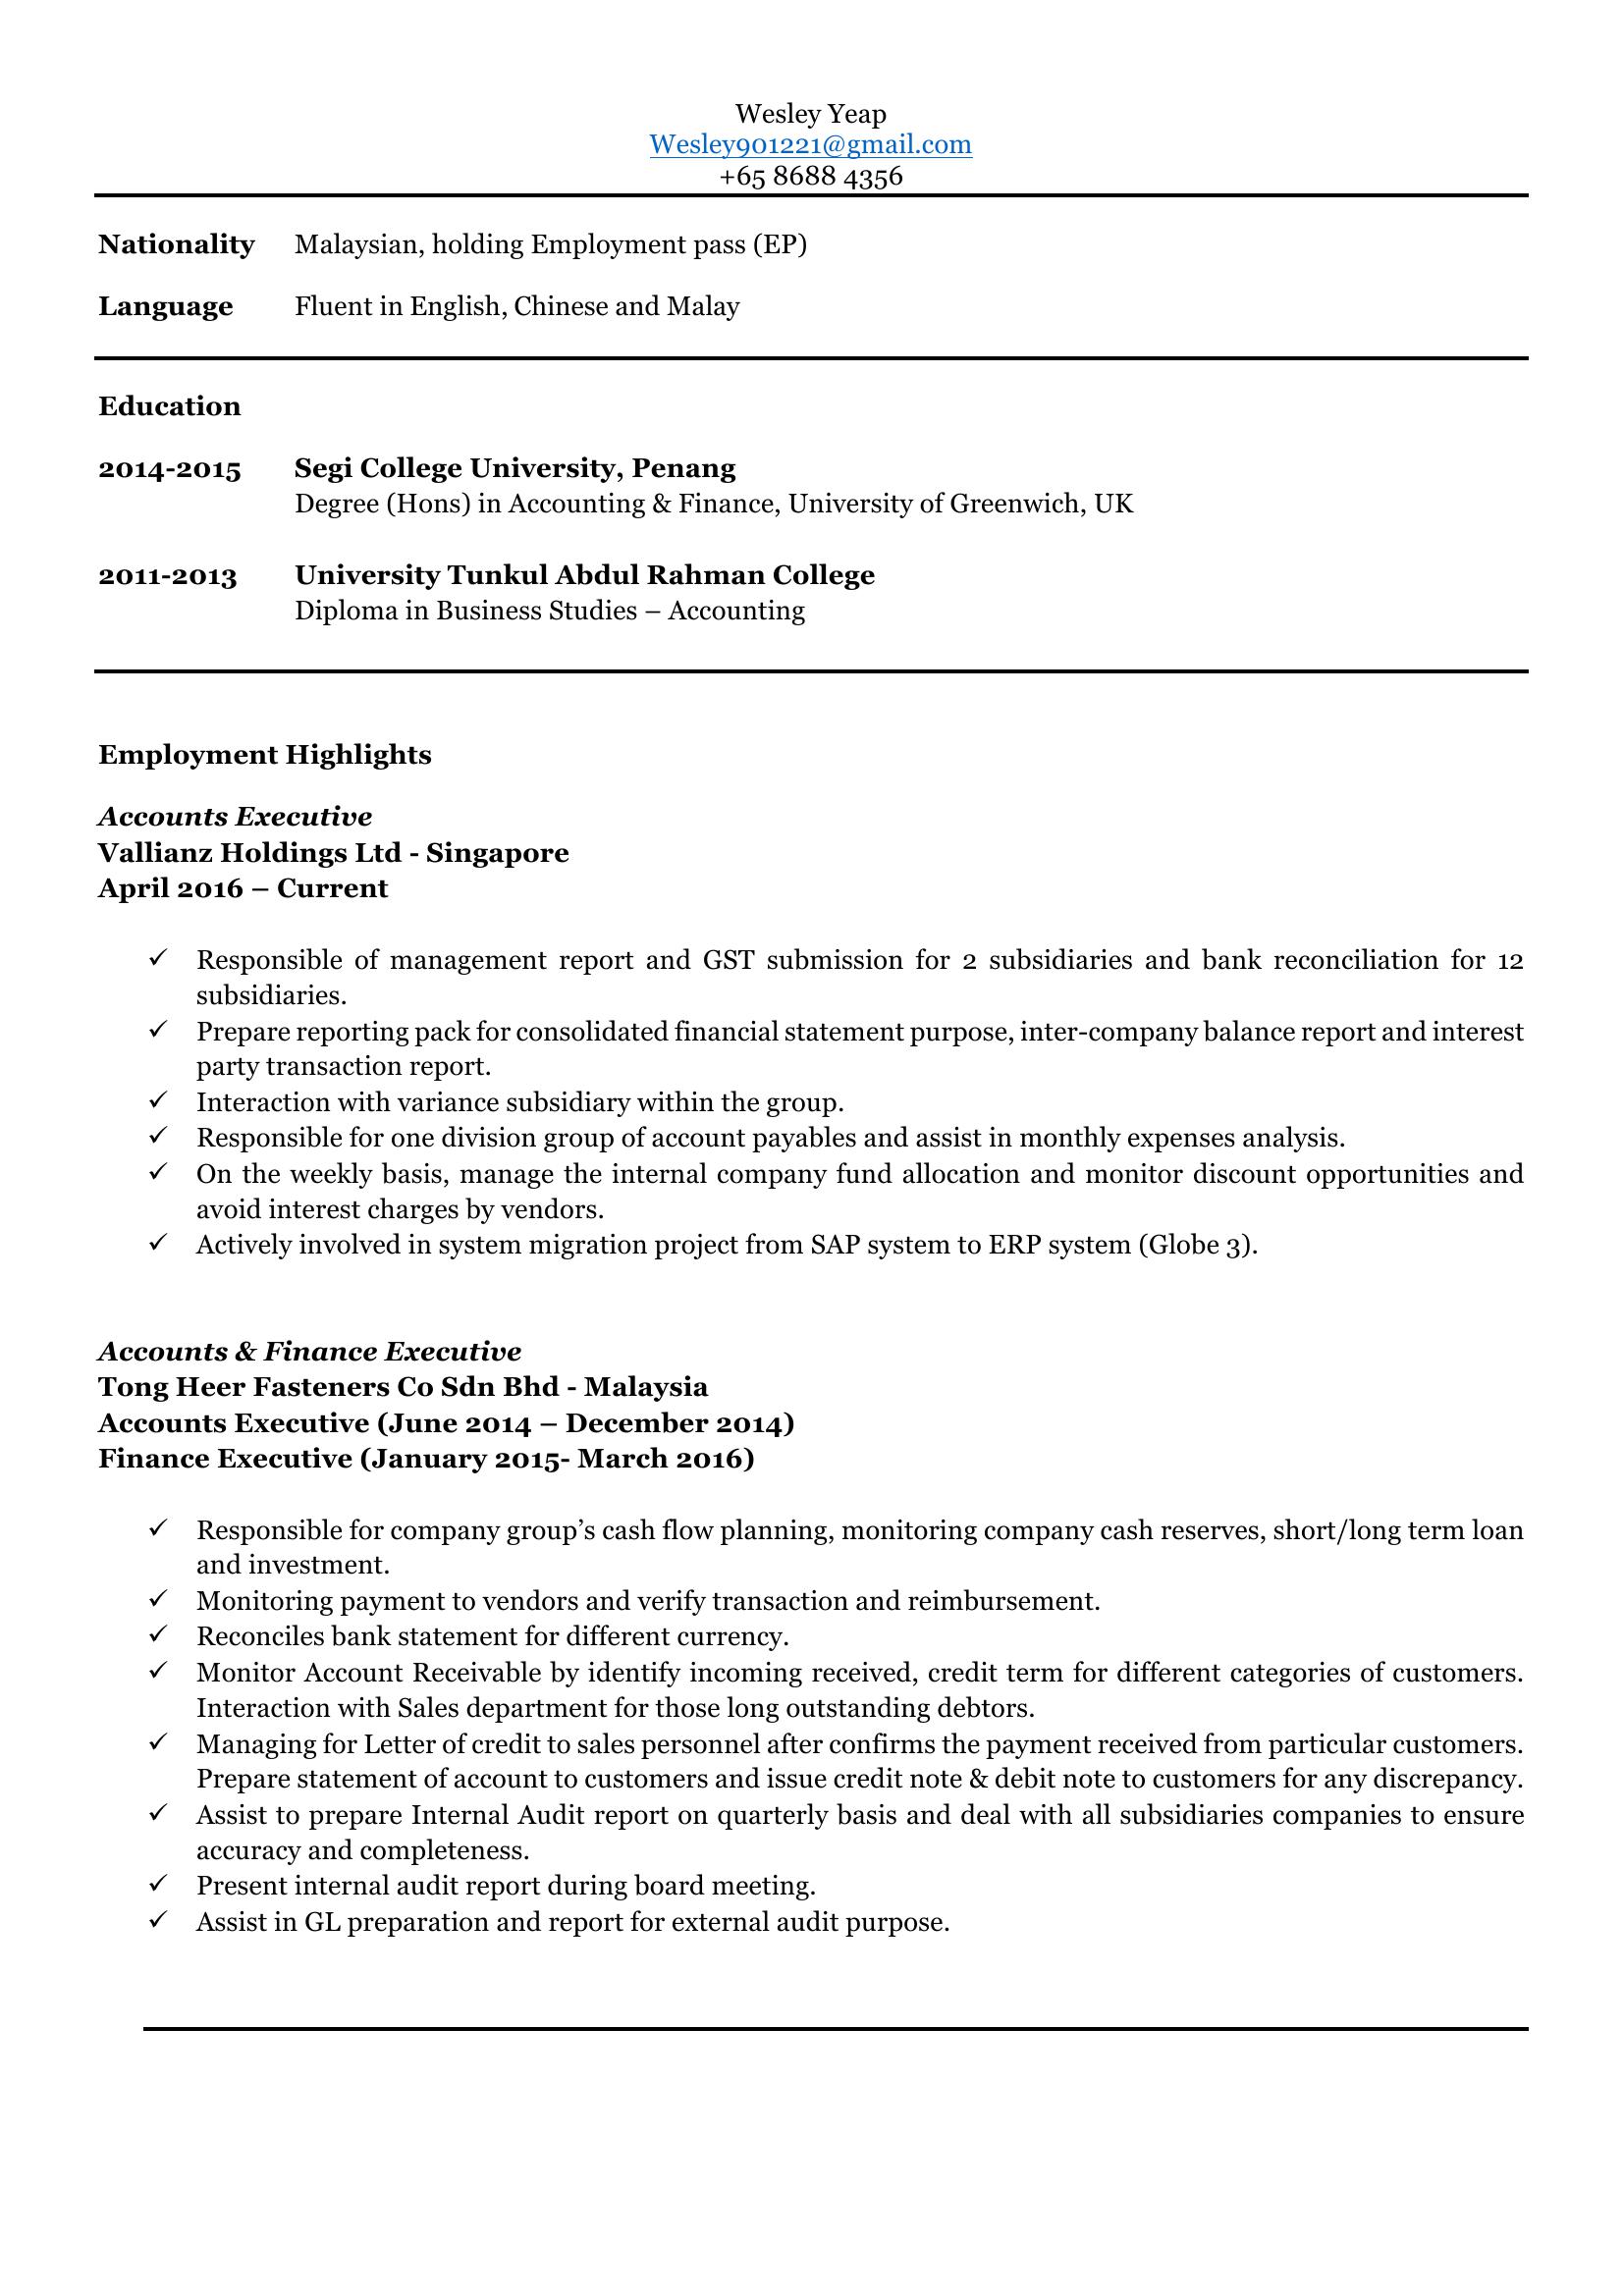 Wesley Yeap
Wesley901221@gmail.com
+65 8688 4356
Nationality Malaysian, holding Employment pass (EP)
Language Fluent in English, Chinese and Malay
Education
2014-2015 Segi College University, Penang
Degree (Hons) in Accounting & Finance, University of Greenwich, UK
2011-2013 University Tunkul Abdul Rahman College
Diploma in Business Studies – Accounting
Employment Highlights
Accounts Executive
Vallianz Holdings Ltd - Singapore
April 2016 – Current
✓ Responsible of management report and GST submission for 2 subsidiaries and bank reconciliation for 12
subsidiaries.
✓ Prepare reporting pack for consolidated financial statement purpose, inter-company balance report and interest
party transaction report.
✓ Interaction with variance subsidiary within the group.
✓ Responsible for one division group of account payables and assist in monthly expenses analysis.
✓ On the weekly basis, manage the internal company fund allocation and monitor discount opportunities and
avoid interest charges by vendors.
✓ Actively involved in system migration project from SAP system to ERP system (Globe 3).
Accounts & Finance Executive
Tong Heer Fasteners Co Sdn Bhd - Malaysia
Accounts Executive (June 2014 – December 2014)
Finance Executive (January 2015- March 2016)
✓ Responsible for company group’s cash flow planning, monitoring company cash reserves, short/long term loan
and investment.
✓ Monitoring payment to vendors and verify transaction and reimbursement.
✓ Reconciles bank statement for different currency.
✓ Monitor Account Receivable by identify incoming received, credit term for different categories of customers.
Interaction with Sales department for those long outstanding debtors.
✓ Managing for Letter of credit to sales personnel after confirms the payment received from particular customers.
Prepare statement of account to customers and issue credit note & debit note to customers for any discrepancy.
✓ Assist to prepare Internal Audit report on quarterly basis and deal with all subsidiaries companies to ensure
accuracy and completeness.
✓ Present internal audit report during board meeting.
✓ Assist in GL preparation and report for external audit purpose.